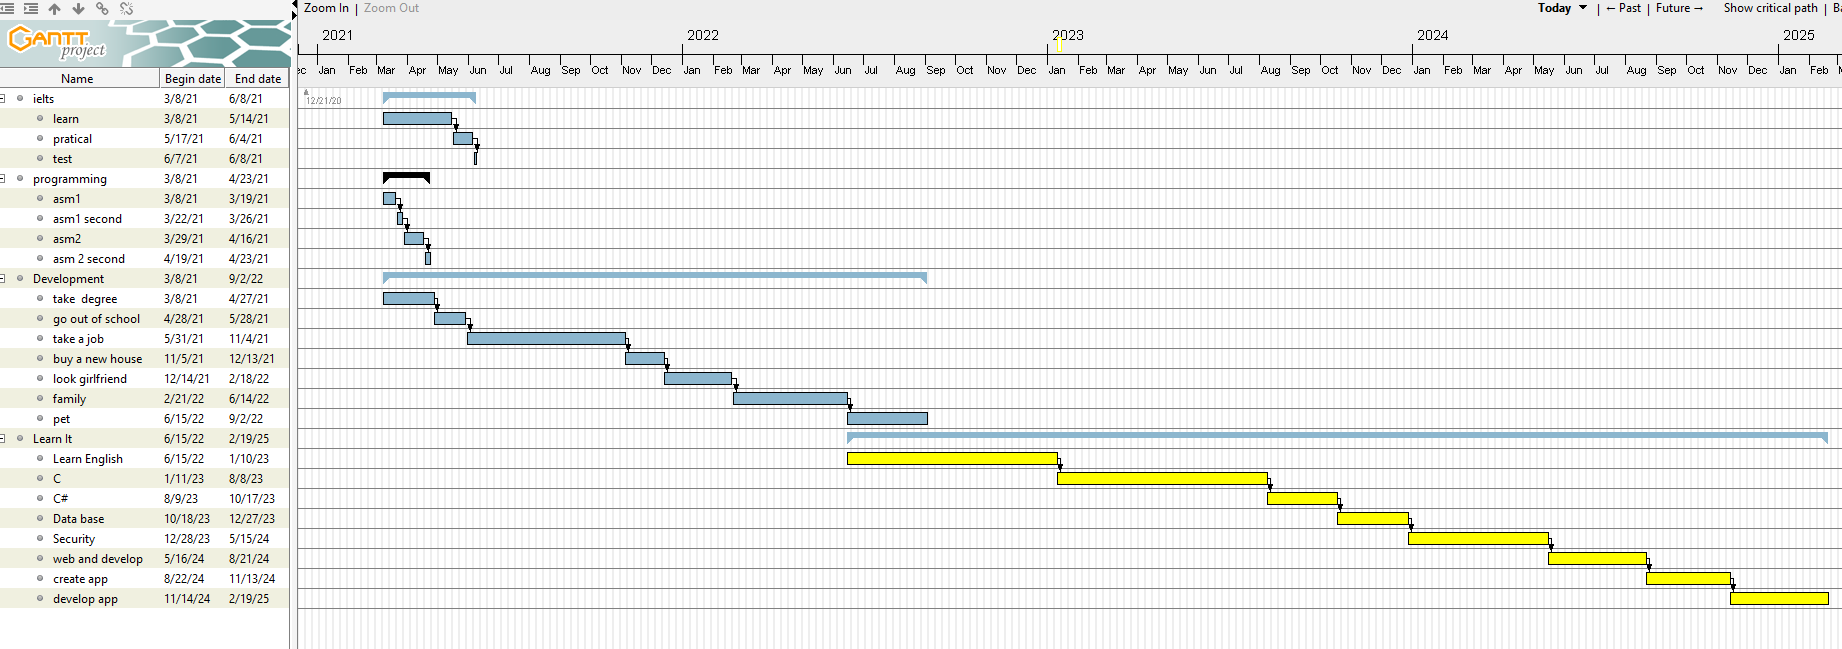 Zoom In | Zoom Out Today | ← Past | Future → Show critical path | Ba
GANTT project
2021 2022 2023 2024 2025
Name Begin date End date
ec Jan Feb Mar Apr May Jun Jul Aug Sep Oct Nov Dec Jan Feb Mar Apr May Jun Jul Aug Sep Oct Nov Dec Jan Feb Mar Apr May Jun Jul Aug Sep Oct Nov Dec Jan Feb Mar Apr May Jun Jul Aug Sep Oct Nov Dec Jan Feb M
ielts 3/8/21 6/8/21 12/21/20
learn 3/8/21 5/14/21
pratical 5/17/21 6/4/21
test 6/7/21 6/8/21
programming 3/8/21 4/23/21
asm1 3/8/21 3/19/21
asm1 second 3/22/21 3/26/21
asm2 3/29/21 4/16/21
asm 2 second 4/19/21 4/23/21
Development 3/8/21 9/2/22
take degree 3/8/21 4/27/21
go out of school 4/28/21 5/28/21
take a job 5/31/21 11/4/21
buy a new house 11/5/21 12/13/21
look girlfriend 12/14/21 2/18/22
family 2/21/22 6/14/22
pet 6/15/22 9/2/22
Learn It 6/15/22 2/19/25
Learn English 6/15/22 1/10/23
C 1/11/23 8/8/23
C# 8/9/23 10/17/23
Data base 10/18/23 12/27/23
Security 12/28/23 5/15/24
web and develop 5/16/24 8/21/24
create app 8/22/24 11/13/24
develop app 11/14/24 2/19/25